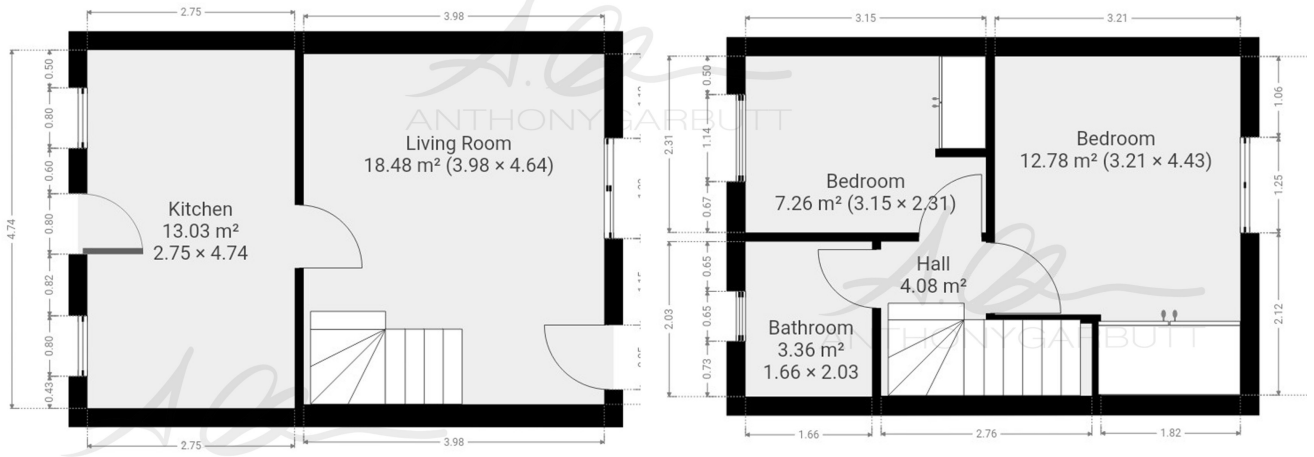 2.75
3.98
3.15
3.21
0.50
0.80
0.60
0.80
0.82
0.80
0.43
4.74
Kitchen
13.03 m²
2.75 × 4.74
Living Room
18.48 m² (3.98 × 4.64)
2.75
3.98
ANTHONYGARBUTT
0.50
1.14
0.67
2.31
0.65
0.65
0.73
2.03
Bedroom
7.26 m² (3.15 × 2.31)
Bedroom
12.78 m² (3.21 × 4.43)
Hall
4.08 m²
Bathroom
3.36 m²
1.66 × 2.03
ANTHONYGARBUTT
1.06
1.25
2.12
1.66
2.76
1.82